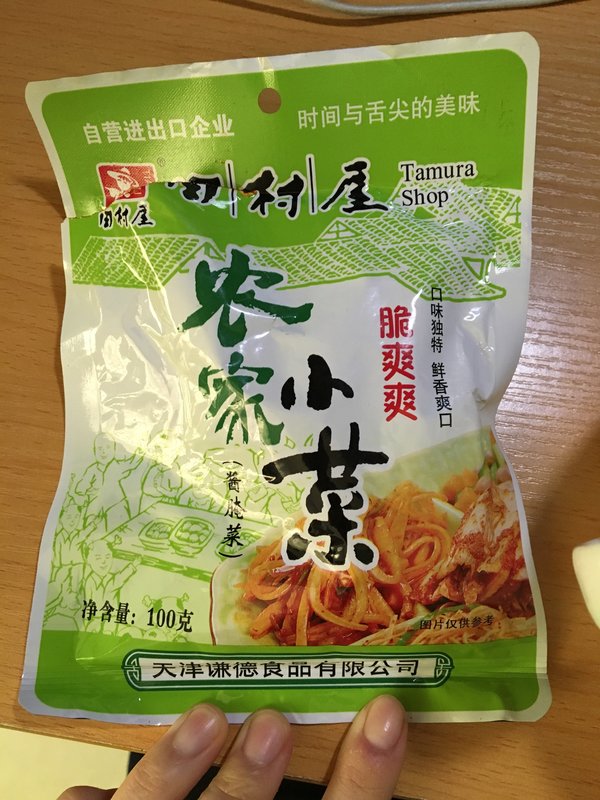 自营进出口企业
时间与舌尖的美味
®
田村屋
田村屋
Tamura
Shop
农家
小菜
(酱腌菜)
脆爽爽
口味独特 鲜香爽口
净含量: 100克
图片仅供参考
天津谦德食品有限公司